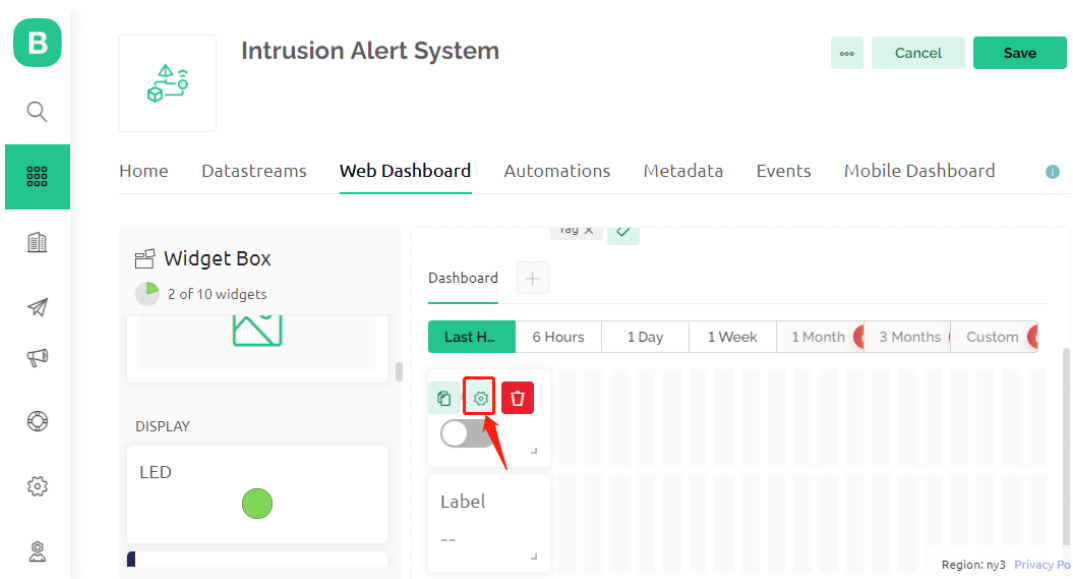 B
Intrusion Alert System
Cancel
Save
Home Datastreams Web Dashboard Automations Metadata Events Mobile Dashboard
Tag X
Widget Box
2 of 10 widgets
Dashboard
Last H... 6 Hours 1 Day 1 Week 1 Month 3 Months Custom
DISPLAY
LED
Label
--
Region: ny3 Privacy Po